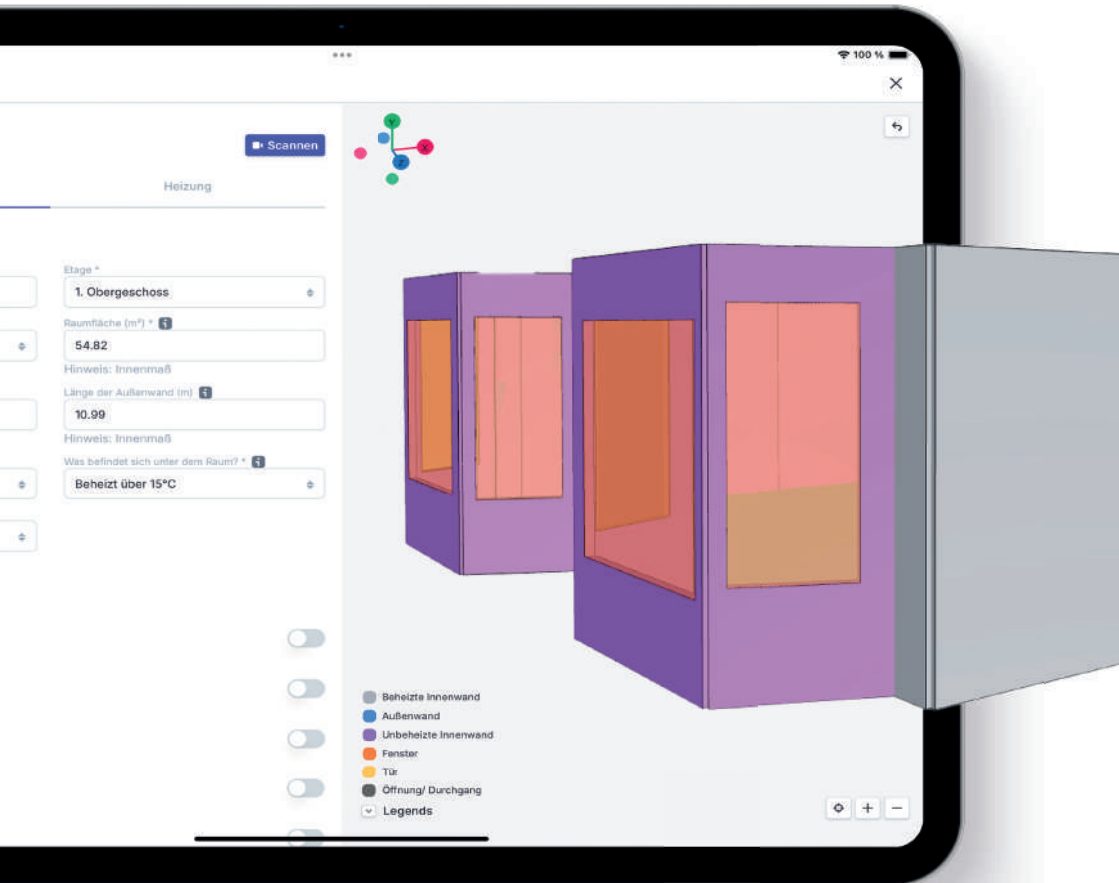 100 %
Scannen
Heizung
Etage *
1. Obergeschoss
Raumfläche (m²) * i
54.82
Hinweis: Innenmaß
Länge der Außenwand (m) i
10.99
Hinweis: Innenmaß
Was befindet sich unter dem Raum? * i
Beheizt über 15°C
Y
X
Z
Beheizte Innenwand
Außenwand
Unbeheizte Innenwand
Fenster
Tür
Öffnung/ Durchgang
Legends